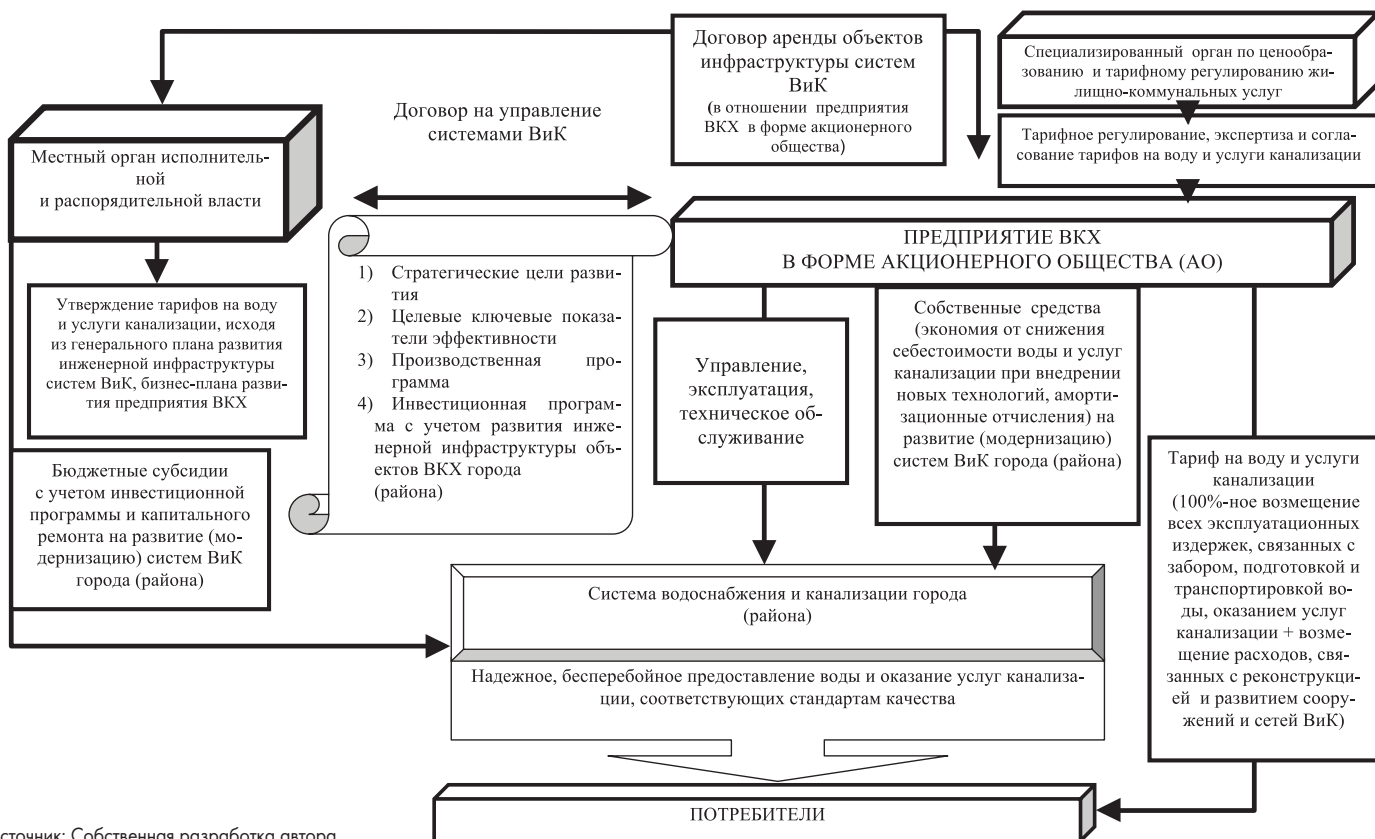 Договор аренды объектов
инфраструктуры систем
ВиК
(в отношении предприятия
ВКХ в форме акционерного
общества)
Специализированный орган по ценообра-
зованию и тарифному регулированию жи-
лищно-коммунальных услуг
Договор на управление
системами ВиК
Тарифное регулирование, экспертиза и согла-
сование тарифов на воду и услуги канализации
Местный орган исполнитель-
ной
и распорядительной власти
ПРЕДПРИЯТИЕ ВКХ
В ФОРМЕ АКЦИОНЕРНОГО ОБЩЕСТВА (АО)
Утверждение тарифов на воду
и услуги канализации, исходя
из генерального плана развития
инженерной инфраструктуры
систем ВиК, бизнес-плана разви-
тия предприятия ВКХ
1) Стратегические цели разви-
тия
2) Целевые ключевые показа-
тели эффективности
3) Производственная про-
грамма
4) Инвестиционная програм-
ма с учетом развития инже-
нерной инфраструктуры объ-
ектов ВКХ города
(района)
Управление,
эксплуатация,
техническое об-
служивание
Собственные средства
(экономия от снижения
себестоимости воды и услуг
канализации при внедрении
новых технологий, аморти-
зационные отчисления) на
развитие (модернизацию)
систем ВиК города (района)
Бюджетные субсидии
с учетом инвестиционной
программы и капитального
ремонта на развитие (мо-
дернизацию) систем ВиК
города (района)
Тариф на воду и услуги
канализации
(100%-ное возмещение
всех эксплуатационных
издержек, связанных с
забором, подготовкой и
транспортировкой во-
ды, оказанием услуг
канализации + возме-
щение расходов, свя-
занных с реконструкци-
ей и развитием соору-
жений и сетей ВиК)
Система водоснабжения и канализации города
(района)
Надежное, бесперебойное предоставление воды и оказание услуг канализа-
ции, соответствующих стандартам качества
ПОТРЕБИТЕЛИ
сточник: Собственная разработка автора